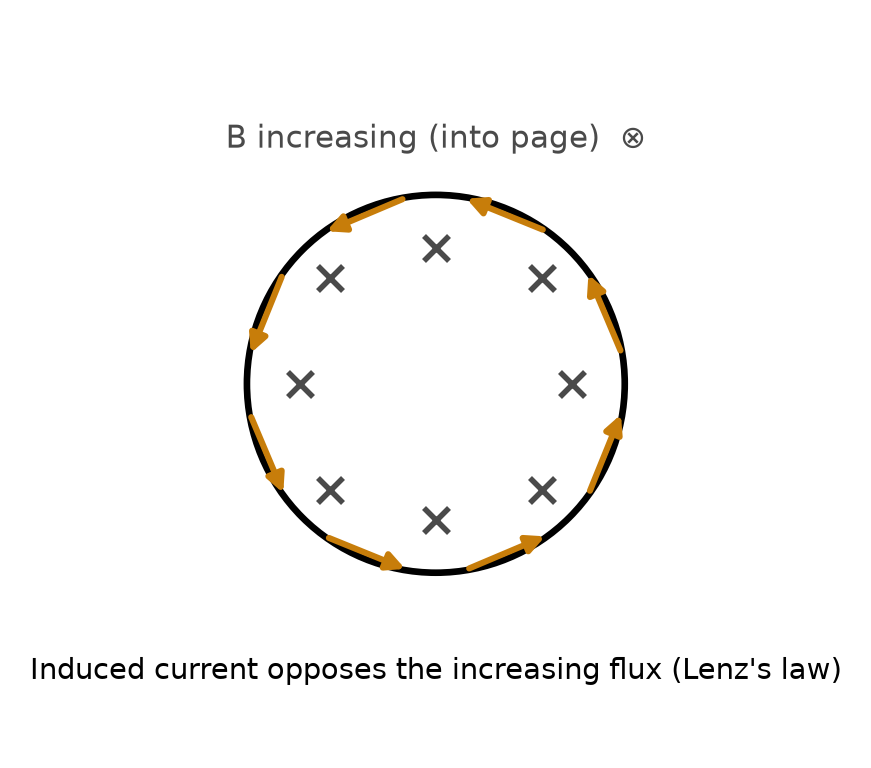 B increasing (into page) ⊗
Induced current opposes the increasing flux (Lenz's law)